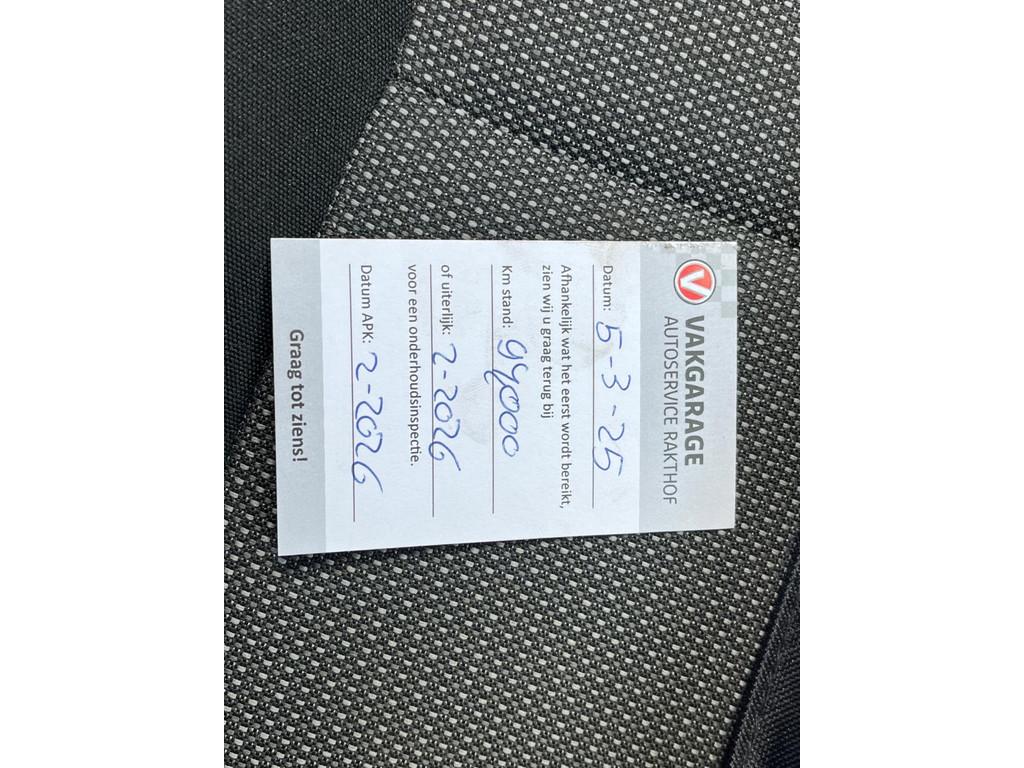 VAKGARAGE
AUTOSERVICE RAKTHOF
Datum: 5-3-25
Afhankelijk wat het eerst wordt bereikt,
zien wij u graag terug bij
Km stand: 94000
of uiterlijk: 2-2026
voor een onderhoudsinspectie.
Datum APK: 2-2026
Graag tot ziens!